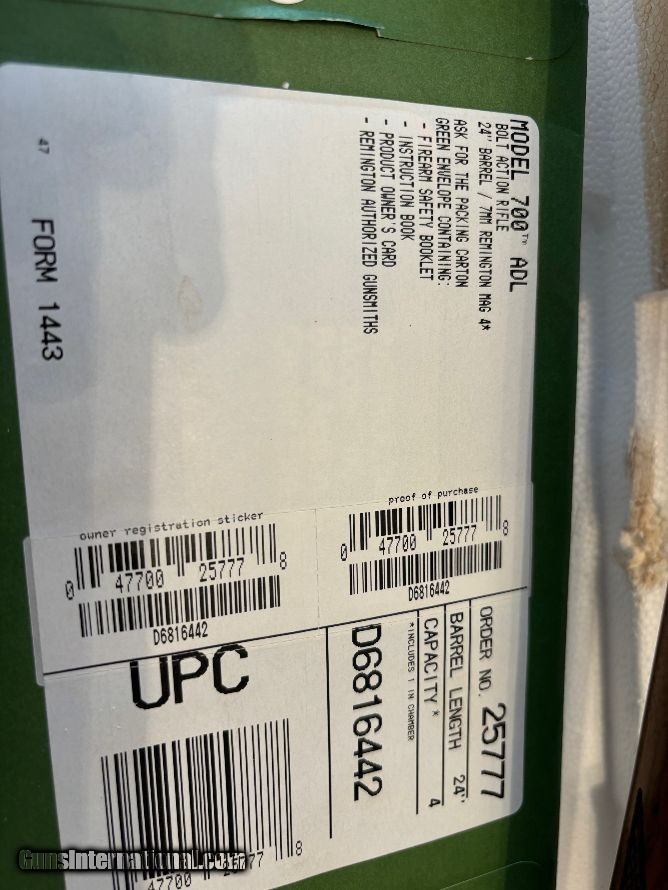 MODEL 700™ ADL
BOLT ACTION RIFLE
24" BARREL / 7MM REMINGTON MAG 4*
ASK FOR THE PACKING CARTON
GREEN ENVELOPE CONTAINING:
- FIREARM SAFETY BOOKLET
- INSTRUCTION BOOK
- PRODUCT OWNER'S CARD
- REMINGTON AUTHORIZED GUNSMITHS
47 FORM 1443
proof of purchase
0 47700 25777 8
D6816442
owner registration sticker
0 47700 25777 8
D6816442
ORDER NO. 25777
BARREL LENGTH 24"
CAPACITY * 4
*INCLUDES 1 IN CHAMBER
D6816442
UPC
47700 25777 8
GunsInternational.com